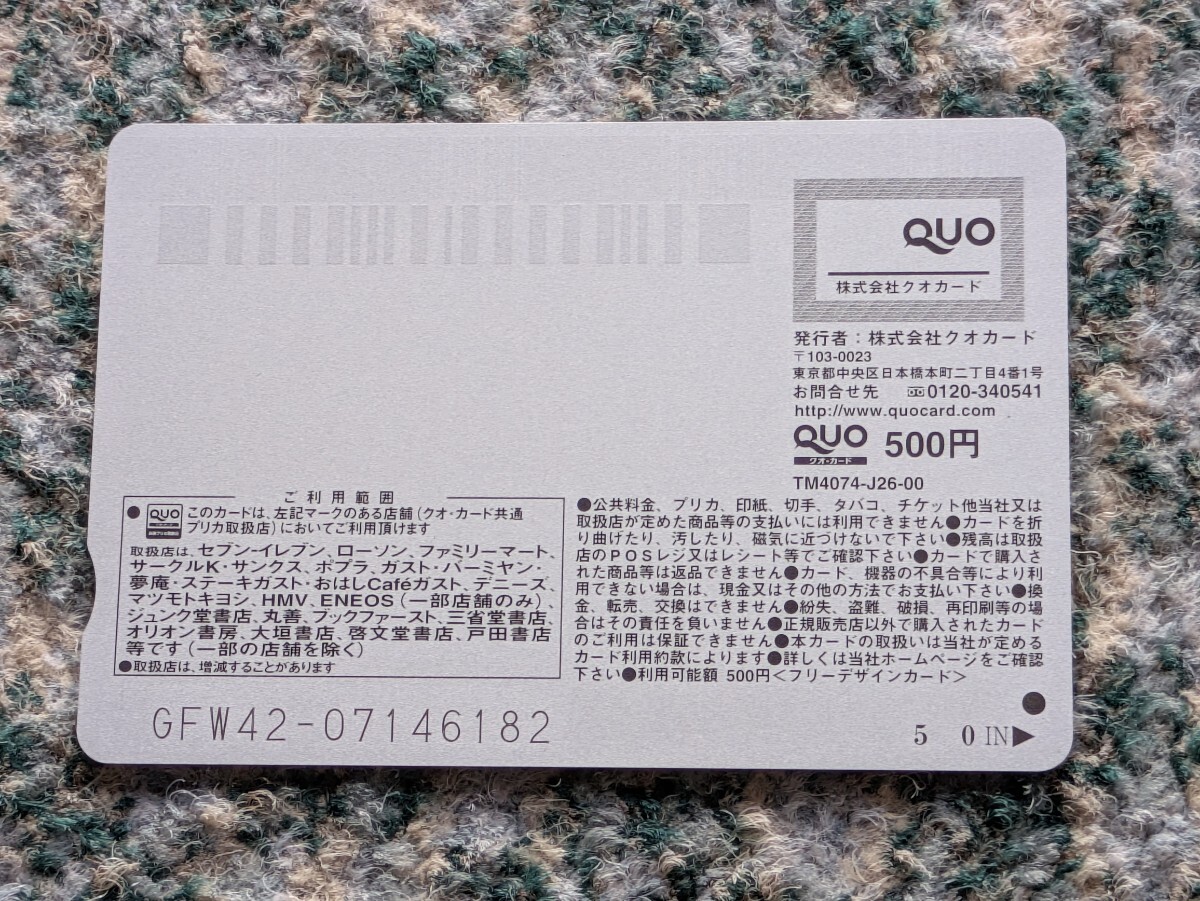 QUO
株式会社クオカード
発行者：株式会社クオカード
〒103-0023
東京都中央区日本橋本町二丁目4番1号
お問合せ先 0120-340541
http://www.quocard.com
QUO 500円
クオ・カード
TM4074-J26-00
ご利用範囲
●QUO このカードは、左記マークのある店舗（クオ・カード共通
プリカ取扱店）においてご利用頂けます
取扱店は、セブン-イレブン、ローソン、ファミリーマート、
サークルK・サンクス、ポプラ、ガスト・バーミヤン・
夢庵・ステーキガスト・おはしCaféガスト、デニーズ、
マツモトキヨシ、HMV、ENEOS（一部店舗のみ）、
ジュンク堂書店、丸善、ブックファースト、三省堂書店、
オリオン書房、大垣書店、啓文堂書店、戸田書店
等です（一部の店舗を除く）
●取扱店は、増減することがあります
●公共料金、プリカ、印紙、切手、タバコ、チケット他当社又は
取扱店が定めた商品等の支払いには利用できません●カードを折
り曲げたり、汚したり、磁気に近づけないで下さい●残高は取扱
店のPOSレジ又はレシート等でご確認下さい●カードで購入さ
れた商品等は返品できません●カード、機器の不具合等により利
用できない場合は、現金又はその他の方法でお支払い下さい●換
金、転売、交換はできません●紛失、盗難、破損、再印刷等の場
合はその責任を負いません●正規販売店以外で購入されたカード
のご利用は保証できません●本カードの取扱いは当社が定める
カード利用約款によります●詳しくは当社ホームページをご確認
下さい●利用可能額 500円＜フリーデザインカード＞
GFW42-07146182
5 0 IN▶